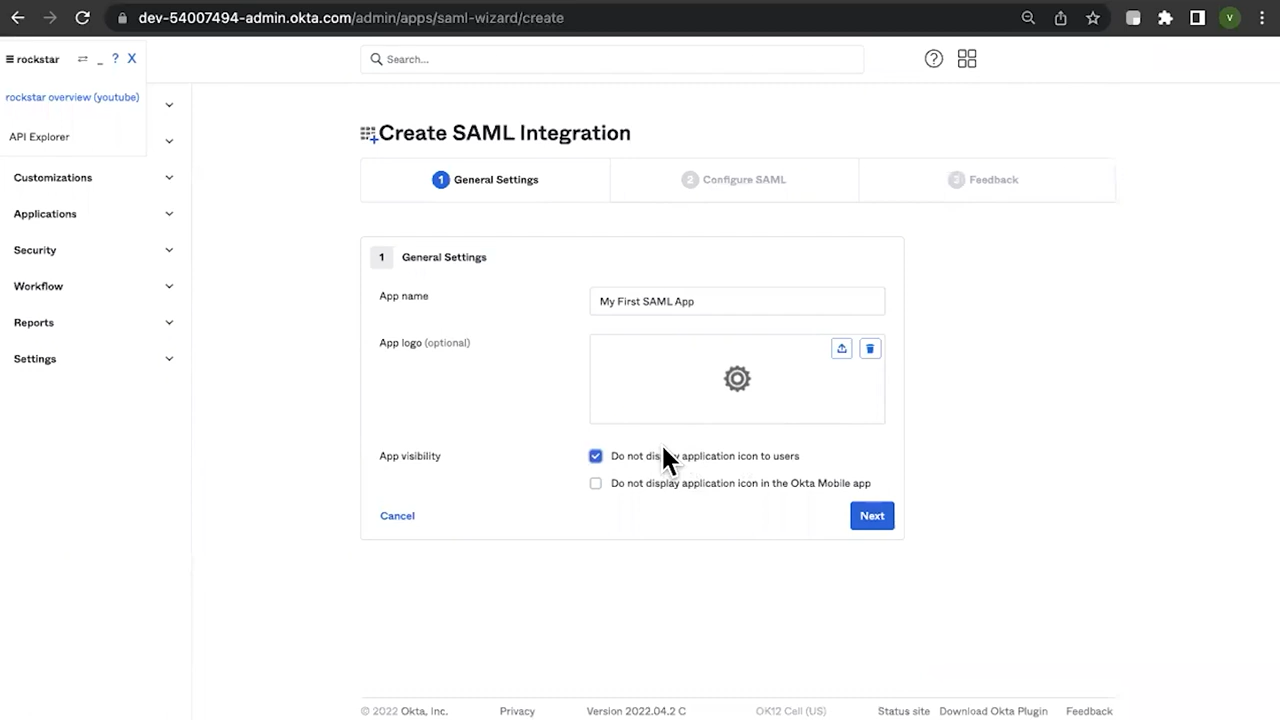 dev-54007494-admin.okta.com/admin/apps/saml-wizard/create
V
rockstar ⇄ _ ? X
rockstar overview (youtube)
API Explorer
Customizations
Applications
Security
Workflow
Reports
Settings
Search...
?
Create SAML Integration
1 General Settings
2 Configure SAML
3 Feedback
1 General Settings
App name
My First SAML App
App logo (optional)
App visibility
Do not display application icon to users
Do not display application icon in the Okta Mobile app
Cancel
Next
© 2022 Okta, Inc. Privacy Version 2022.04.2 C OK12 Cell (US) Status site Download Okta Plugin Feedback